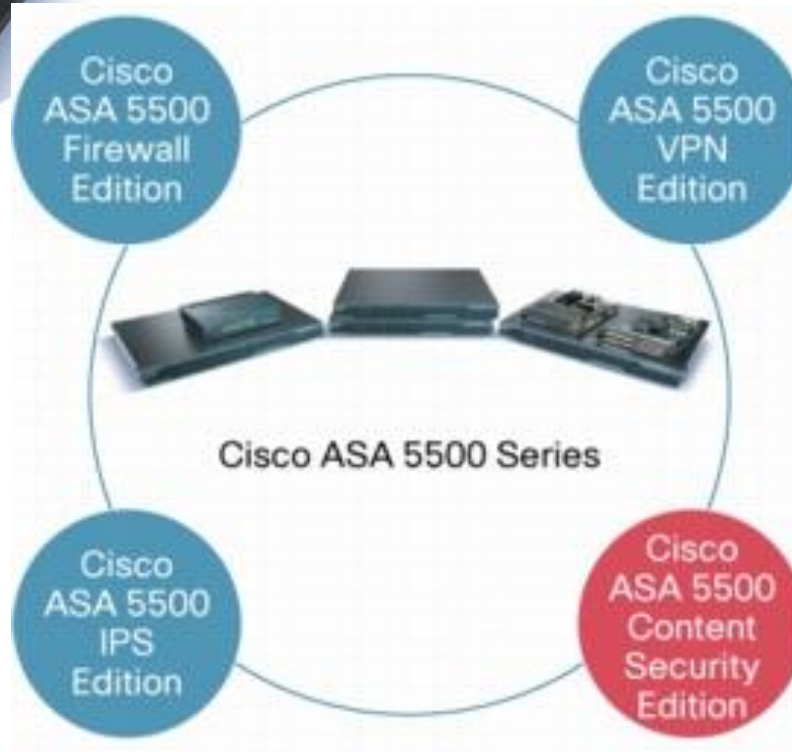 Cisco
ASA 5500
Firewall
Edition
Cisco
ASA 5500
VPN
Edition
Cisco ASA 5500 Series
Cisco
ASA 5500
IPS
Edition
Cisco
ASA 5500
Content
Security
Edition